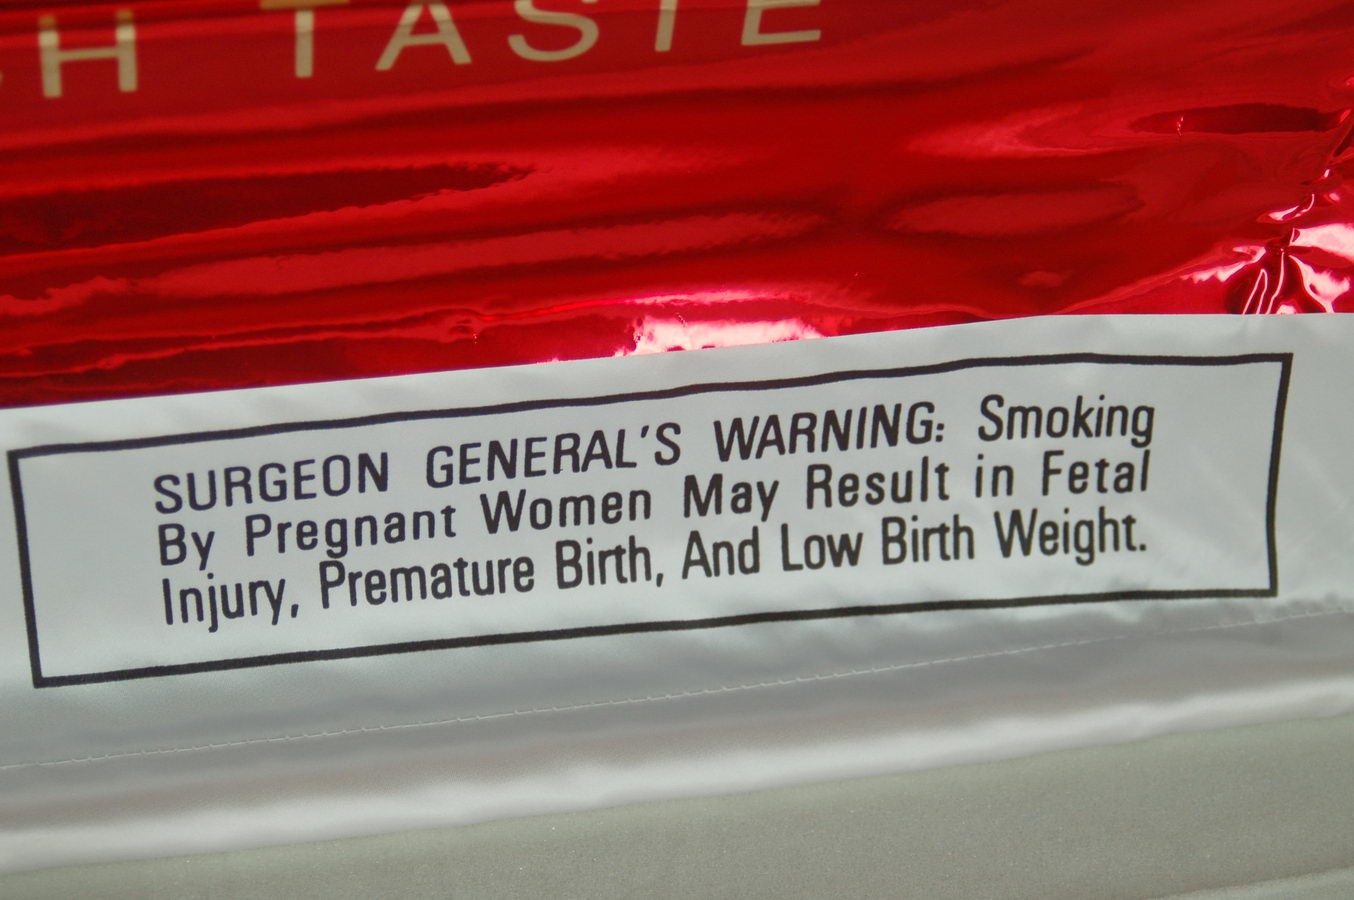 TASTE
SURGEON GENERAL'S WARNING: Smoking
By Pregnant Women May Result in Fetal
Injury, Premature Birth, And Low Birth Weight.